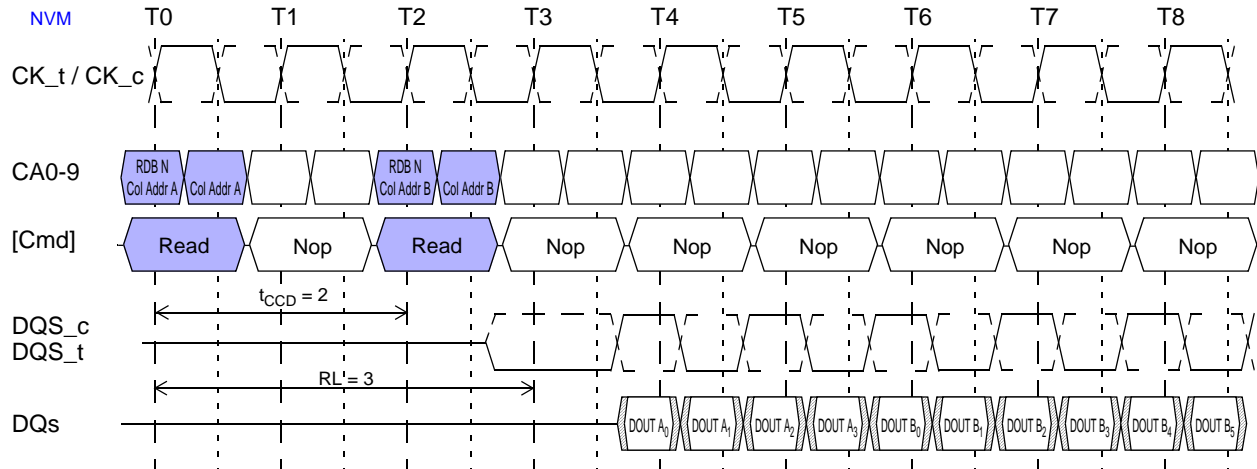 NVM T0 T1 T2 T3 T4 T5 T6 T7 T8
CK_t / CK_c
CA0-9
RDB N
Col Addr A
Col Addr A
RDB N
Col Addr B
Col Addr B
[Cmd] Read Nop Read Nop Nop Nop Nop Nop Nop
tCCD = 2
DQS_c
DQS_t
RL = 3
DQs DOUT A0 DOUT A1 DOUT A2 DOUT A3 DOUT B0 DOUT B1 DOUT B2 DOUT B3 DOUT B4 DOUT B5